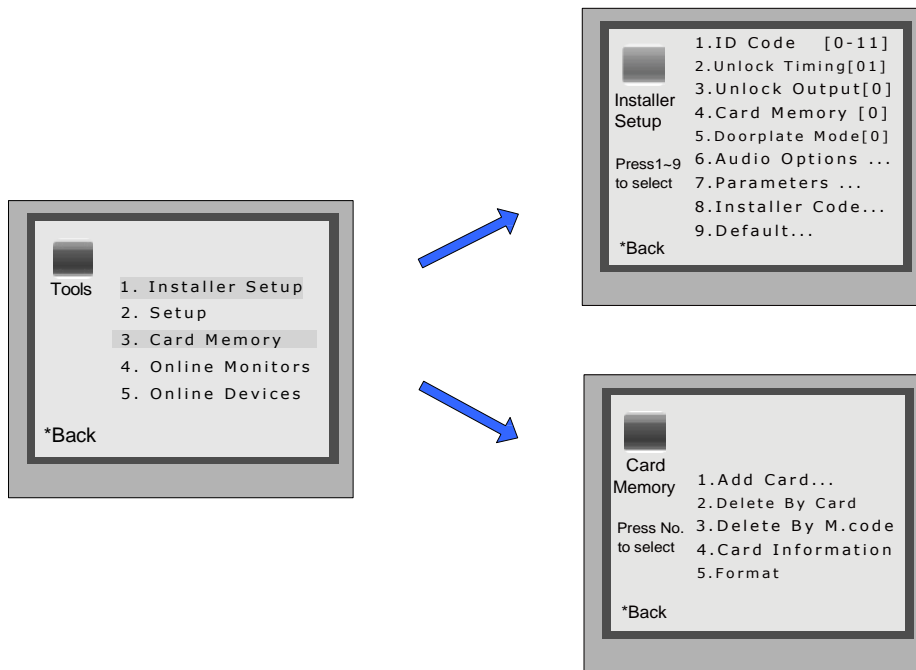 Tools
1. Installer Setup
2. Setup
3. Card Memory
4. Online Monitors
5. Online Devices
*Back
Installer
Setup
Press1~9
to select
*Back
1.ID Code [0-11]
2.Unlock Timing[01]
3.Unlock Output[0]
4.Card Memory [0]
5.Doorplate Mode[0]
6.Audio Options ...
7.Parameters ...
8.Installer Code...
9.Default...
Card
Memory
Press No.
to select
*Back
1.Add Card...
2.Delete By Card
3.Delete By M.code
4.Card Information
5.Format